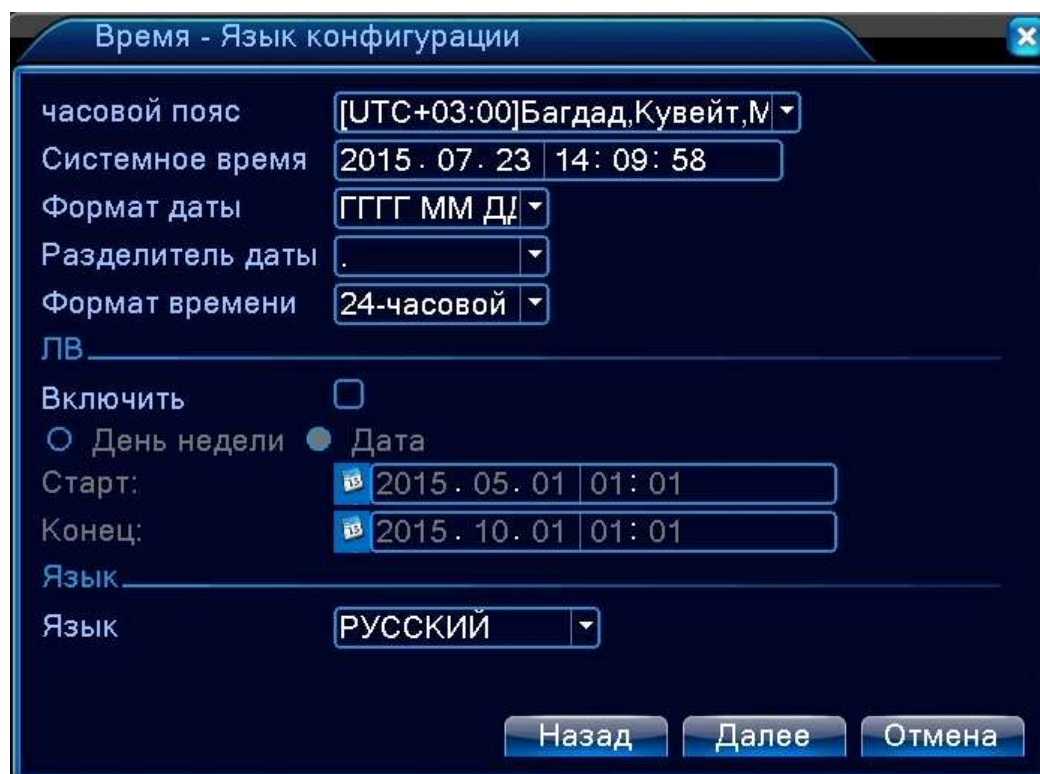 Время - Язык конфигурации
часовой пояс [UTC+03:00]Багдад,Кувейт,М
Системное время 2015. 07. 23 14: 09: 58
Формат даты ГГГГ ММ ДД
Разделитель даты .
Формат времени 24-часовой
ЛВ
Включить
День недели Дата
Старт: 2015. 05. 01 01: 01
Конец: 2015. 10. 01 01: 01
Язык
Язык РУССКИЙ
Назад Далее Отмена